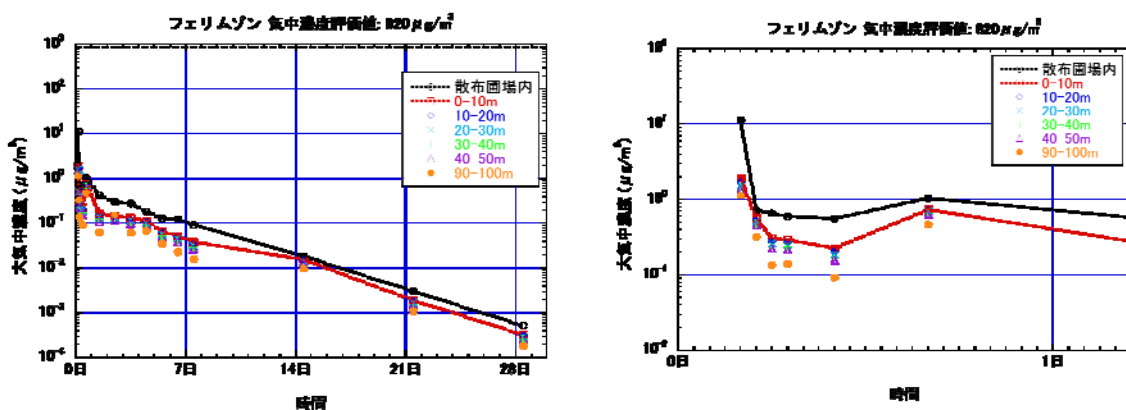 フェリムゾン 気中濃度評価値: 820μg/m³
大気中濃度 (μg/m³)
10³
10²
10¹
10⁰
10⁻¹
10⁻²
10⁻³
散布圃場内
0-10m
10-20m
20-30m
30-40m
40-50m
90-100m
0日 7日 14日 21日 28日
時間
フェリムゾン 気中濃度評価値: 820μg/m³
大気中濃度 (μg/m³)
10¹
10⁰
10⁻¹
10⁻²
散布圃場内
0-10m
10-20m
20-30m
30-40m
40-50m
90-100m
0日 1日
時間